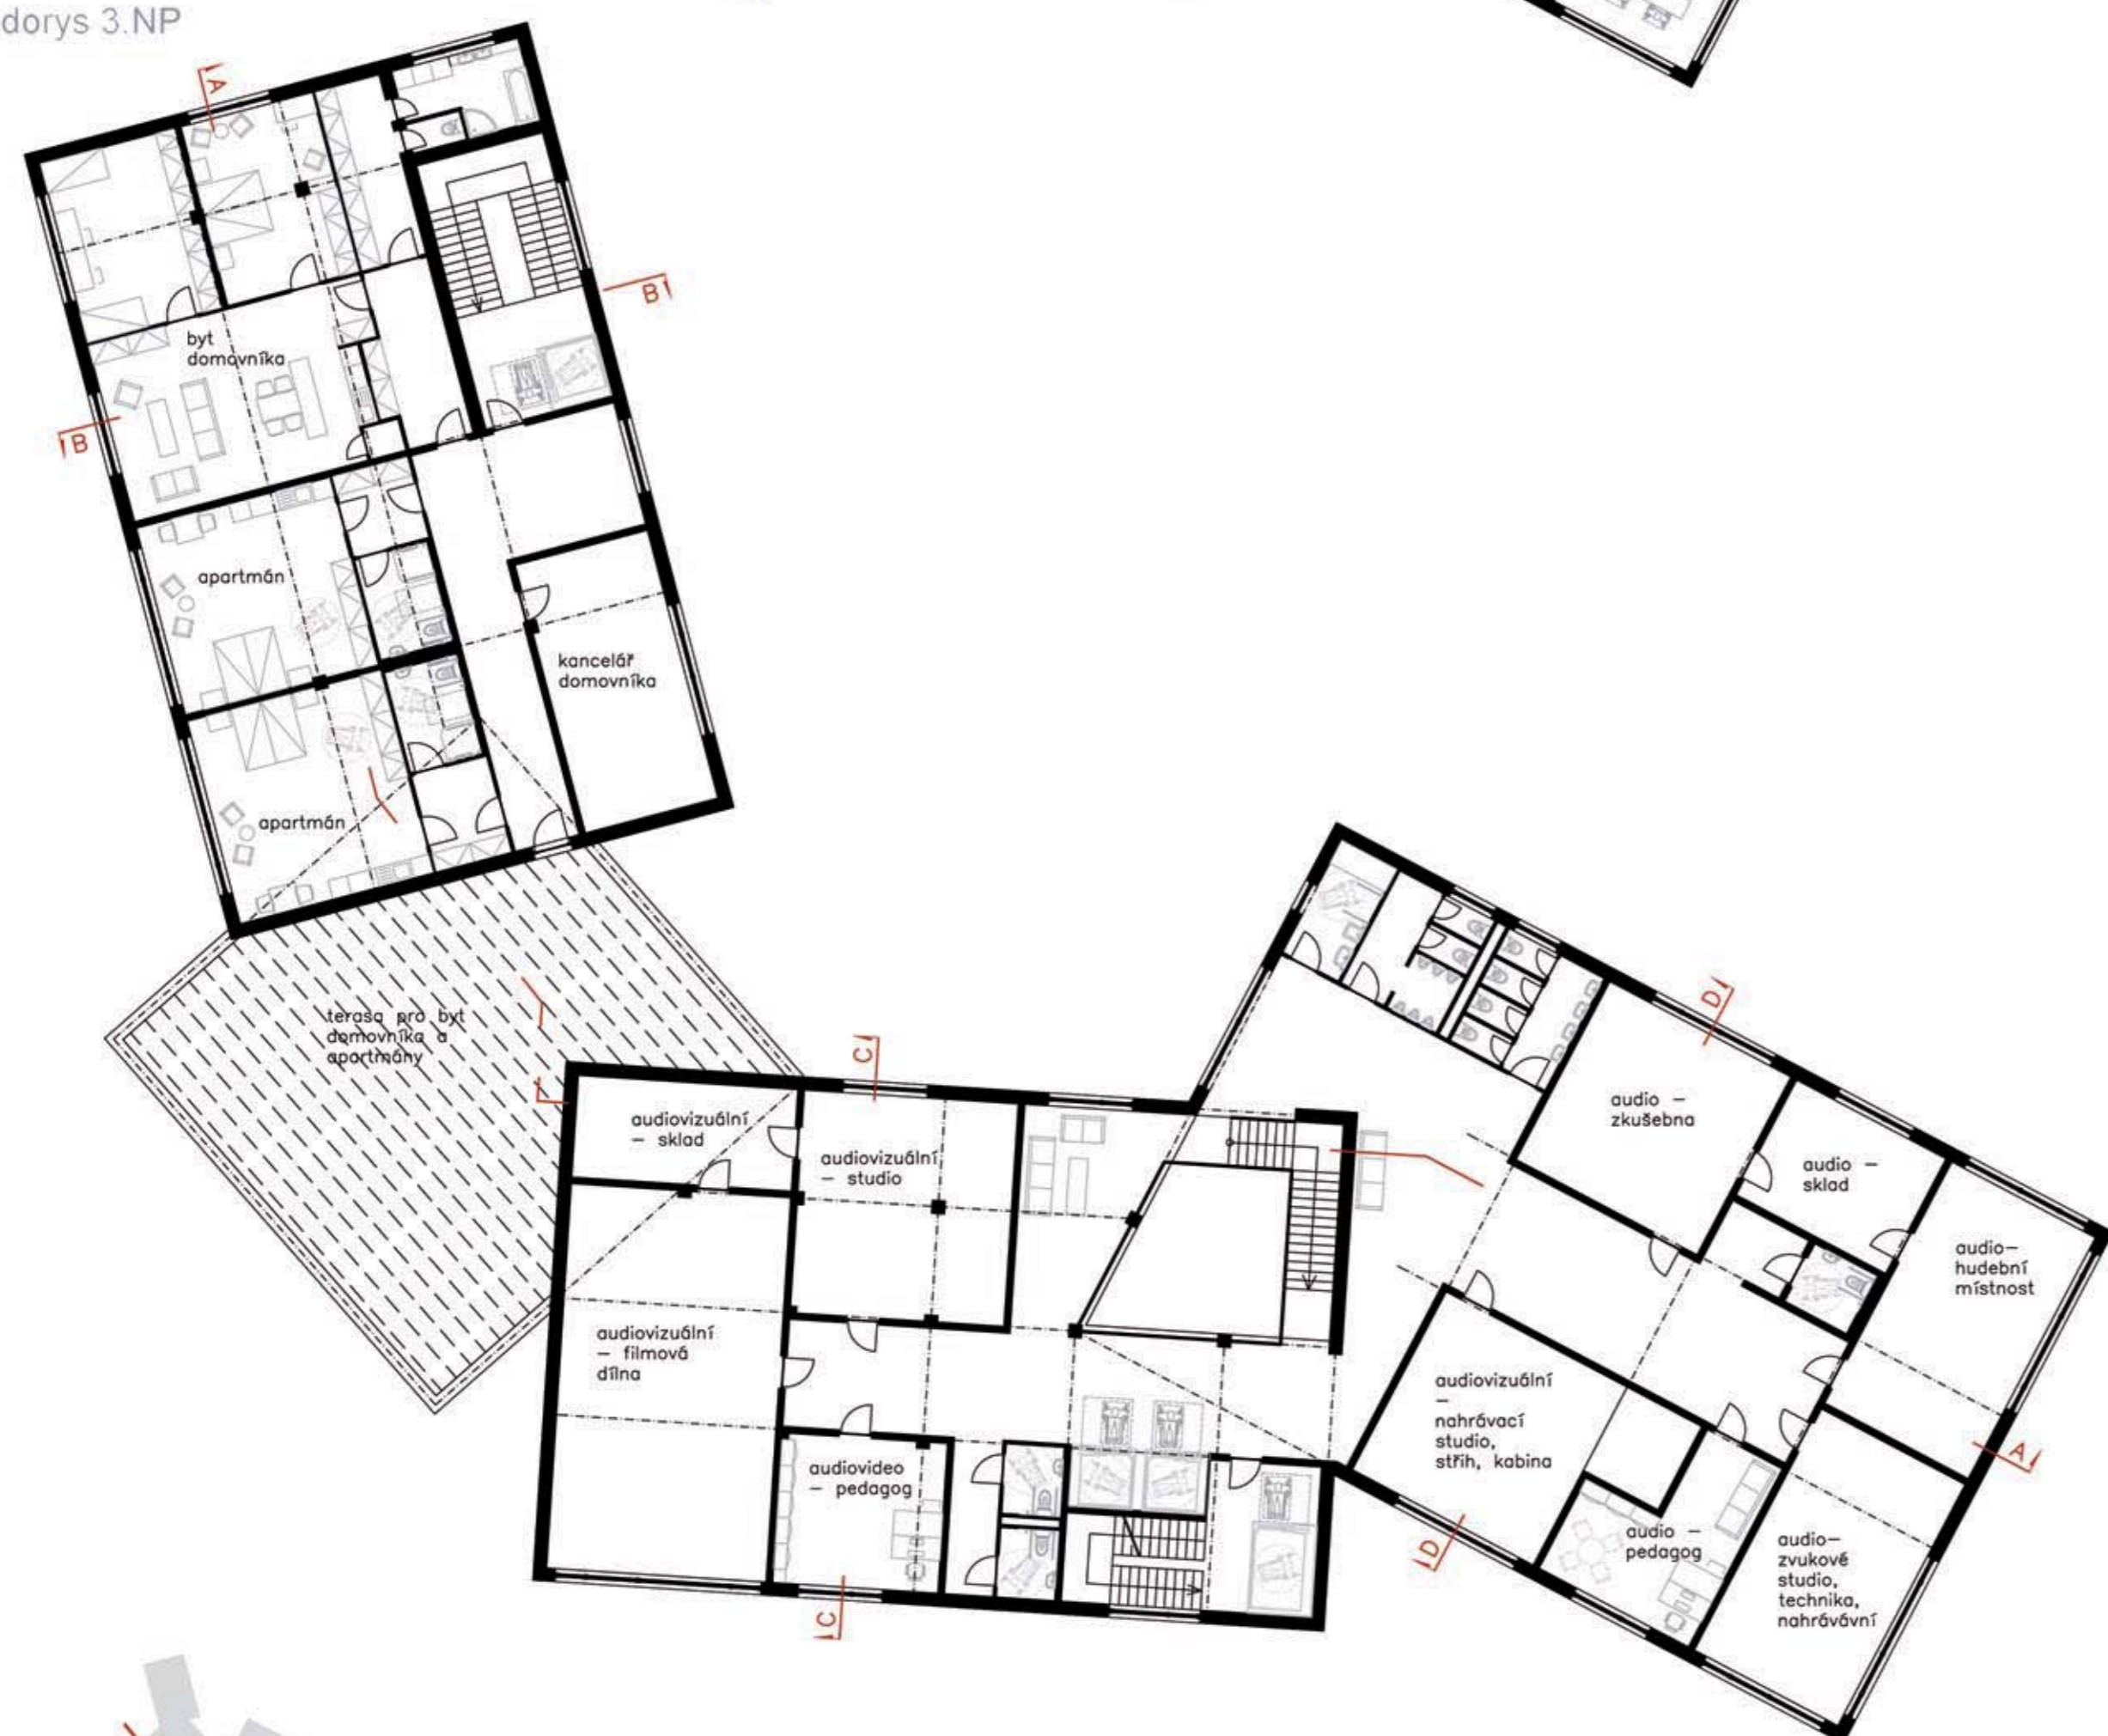 dorys 3.NP
A
B
byt
domovníka
B
apartmán
kancelář
domovníka
apartmán
terasa pro byt
domovníka a
apartmány
D
C
audiovizuální
– sklad
audiovizuální
– studio
audio –
zkušebna
audio –
sklad
audio–
hudební
místnost
audiovizuální
– filmová
dílna
audiovizuální
–
nahrávací
studio,
střih, kabina
audiovideo
– pedagog
A
audio –
pedagog
audio–
zvukové
studio,
technika,
nahrávávní
D
C